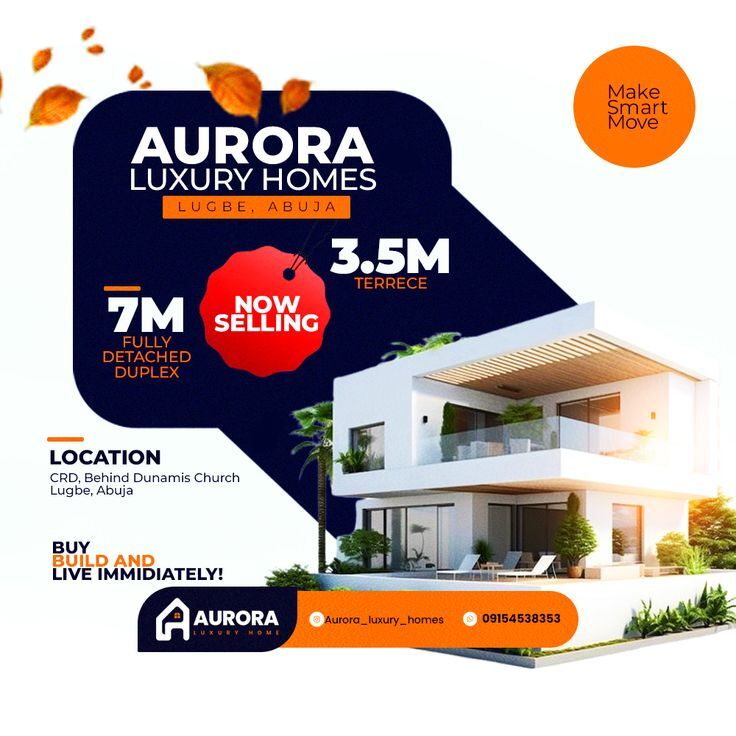 Make
Smart
Move
AURORA
LUXURY HOMES
LUGBE, ABUJA
3.5M
TERRECE
7M
FULLY
DETACHED
DUPLEX
NOW
SELLING
LOCATION
CRD, Behind Dunamis Church
Lugbe, Abuja
BUY
BUILD AND
LIVE IMMIDIATELY!
AURORA
LUXURY HOME
Aurora_luxury_homes
09154538353